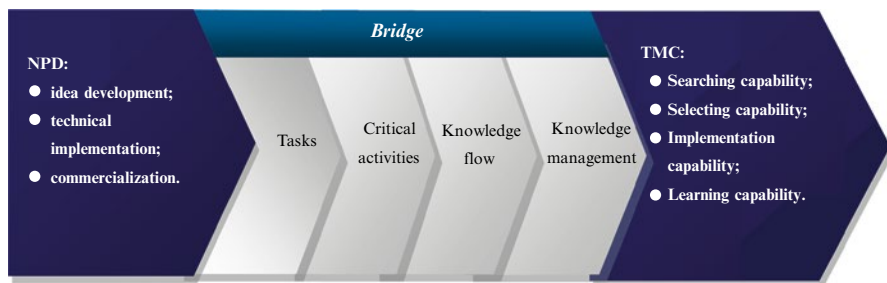 Bridge
NPD:
idea development;
technical
implementation;
commercialization.
Tasks
Critical
activities
Knowledge
flow
Knowledge
management
TMC:
Searching capability;
Selecting capability;
Implementation
capability;
Learning capability.